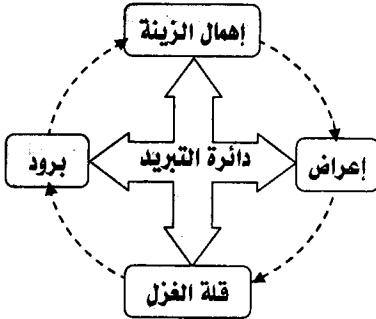 إهمال الزينة
إعراض
دائرة التبريد
برود
قلة الغزل